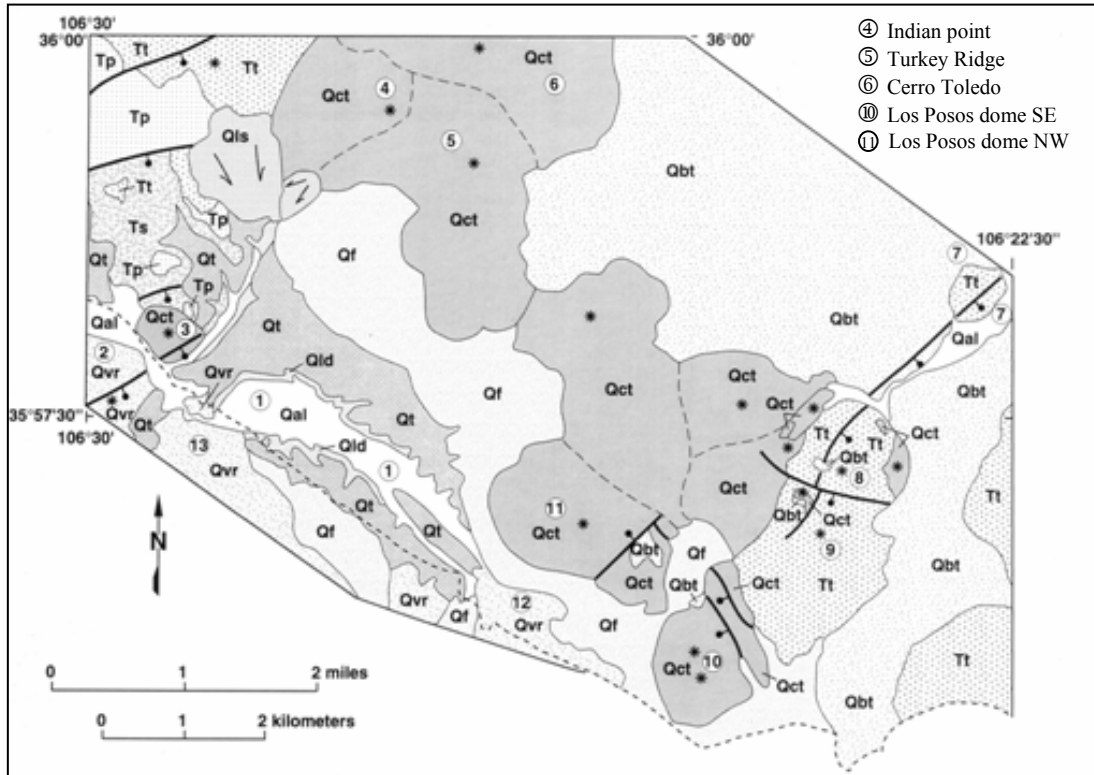 106°30'
36°00'
36°00'
④ Indian point
⑤ Turkey Ridge
⑥ Cerro Toledo
⑩ Los Posos dome SE
⑪ Los Posos dome NW
Tp Tt Tt
Qct ④ ⑥ Qct
Tp Qls ⑤
Tt Qbt
Ts Tp Qct
Qf 106°22'30"
Qt Tp Qt ⑦
Tp Tt
Qct ③ Qt ⑦
Qal Qbt Qal
② Qvr Qld
Qvr Qf Qct Qct Qbt
① Qal Qt Qct
35°57'30" Qvr Qt Tt Tt Qct
106°30' ⑬ Qld Qbt ⑧
Qvr ① Qct Tt
⑪ Qct Qbt Qct
N Qt Qbt Qf ⑨
Qf Qct Qbt Qct Tt Qbt
⑫
Qvr Qf Qvr Qf Tt
Qct ⑩ Qct
0 1 2 miles Qbt
0 1 2 kilometers